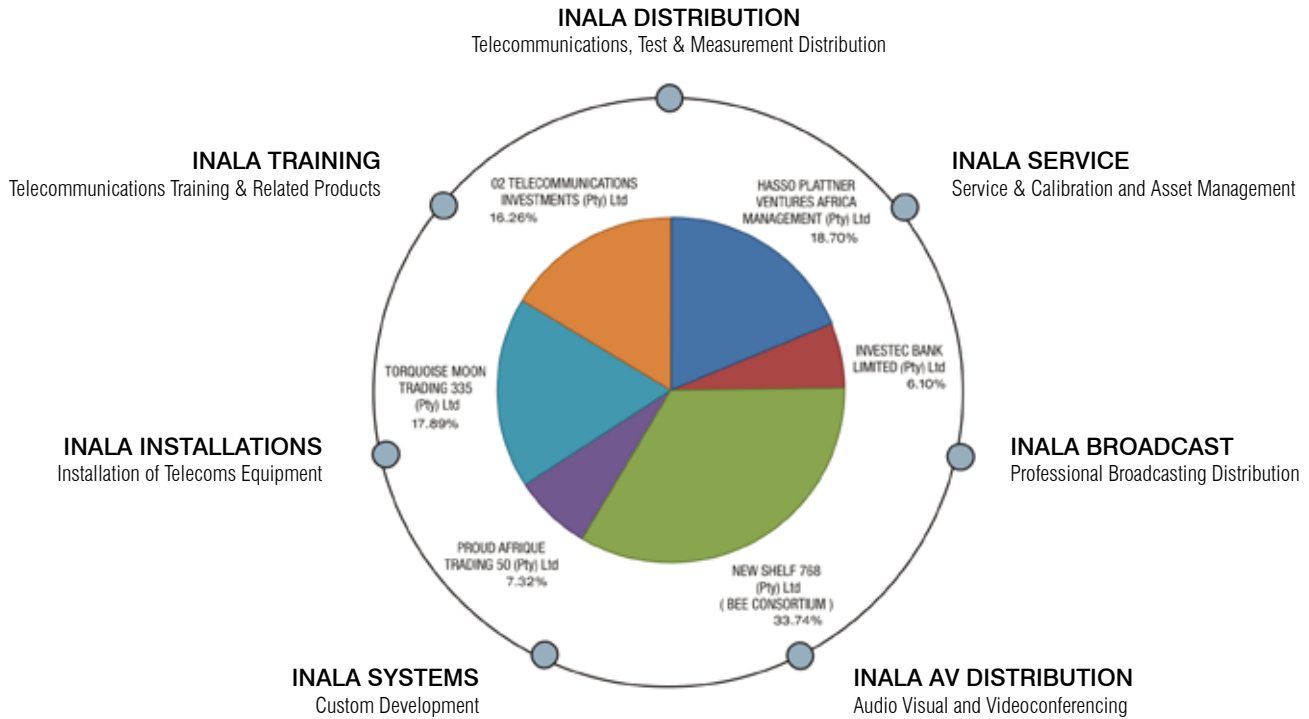 INALA DISTRIBUTION
Telecommunications, Test & Measurement Distribution
INALA TRAINING
Telecommunications Training & Related Products
INALA SERVICE
Service & Calibration and Asset Management
02 TELECOMMUNICATIONS
INVESTMENTS (Pty) Ltd
16.26%
HASSO PLATTNER
VENTURES AFRICA
MANAGEMENT (Pty) Ltd
18.70%
INVESTEC BANK
LIMITED (Pty) Ltd
6.10%
TORQUOISE MOON
TRADING 335
(Pty) Ltd
17.89%
INALA INSTALLATIONS
Installation of Telecoms Equipment
INALA BROADCAST
Professional Broadcasting Distribution
PROUD AFRIQUE
TRADING 50 (Pty) Ltd
7.32%
NEW SHELF 768
(Pty) Ltd
( BEE CONSORTIUM )
33.74%
INALA SYSTEMS
Custom Development
INALA AV DISTRIBUTION
Audio Visual and Videoconferencing